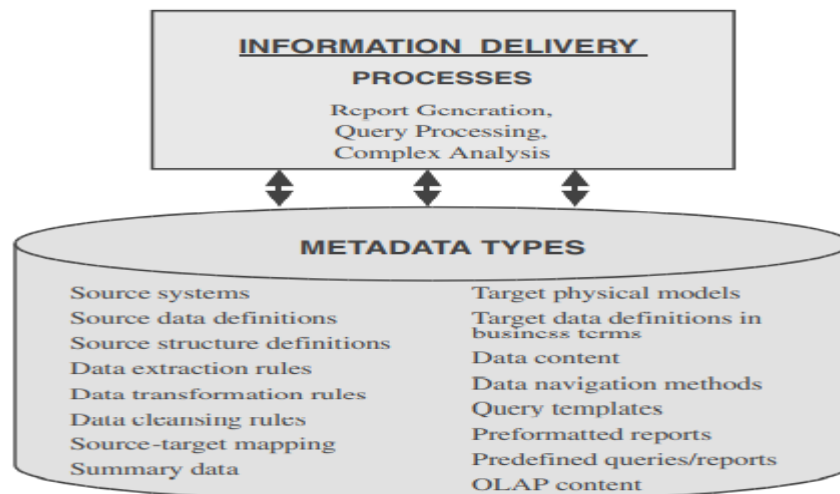 INFORMATION DELIVERY
PROCESSES
Report Generation,
Query Processing,
Complex Analysis
METADATA TYPES
Source systems
Source data definitions
Source structure definitions
Data extraction rules
Data transformation rules
Data cleansing rules
Source-target mapping
Summary data
Target physical models
Target data definitions in
business terms
Data content
Data navigation methods
Query templates
Preformatted reports
Predefined queries/reports
OLAP content